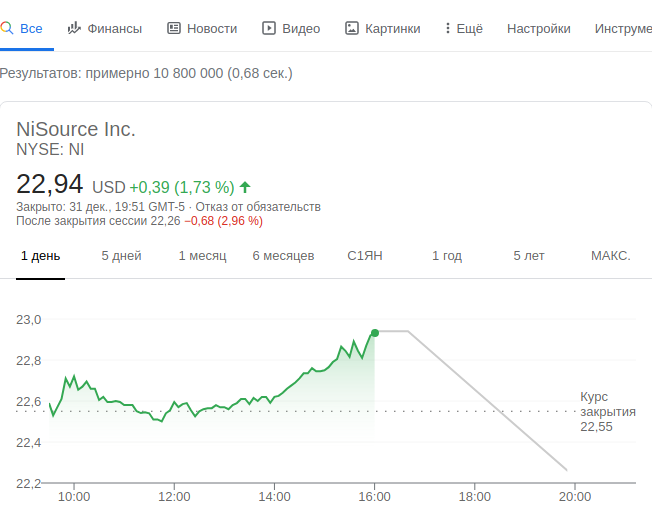 Все Финансы Новости Видео Картинки Ещё Настройки Инструме
Результатов: примерно 10 800 000 (0,68 сек.)
NiSource Inc.
NYSE: NI
22,94 USD +0,39 (1,73 %)
Закрыто: 31 дек., 19:51 GMT-5 · Отказ от обязательств
После закрытия сессии 22,26 −0,68 (2,96 %)
1 день 5 дней 1 месяц 6 месяцев С1ЯН 1 год 5 лет МАКС.
23,0
22,8
22,6
Курс
закрытия
22,55
22,4
22,2
10:00 12:00 14:00 16:00 18:00 20:00